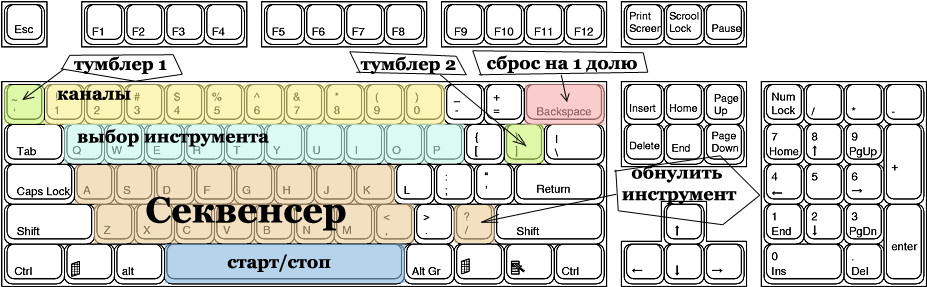 Esc F1 F2 F3 F4 F5 F6 F7 F8 F9 F10 F11 F12 Print Screen Scrool Lock Pause
тумблер 1 тумблер 2 сброс на 1 долю
каналы
~ # $ % ^ & * ( ) _ +
` 1 2 3 4 5 6 7 8 9 0 - = Backspace Insert Home Page Up Num Lock / * -
выбор инструмента
Tab Q W E R T Y U I O P { [ } ] | \ Delete End Page Down 7 Home 8 ↑ 9 PgUp +
обнулить инструмент
Caps Lock A S D F G H J K L : ; " ' Return 4 ← 5 6 →
Секвенсер
Shift Z X C V B N M < , > . ? / Shift ↑ 1 End 2 ↓ 3 PgDn enter
старт/стоп
Ctrl alt Alt Gr Ctrl ← ↓ → 0 Ins . Del